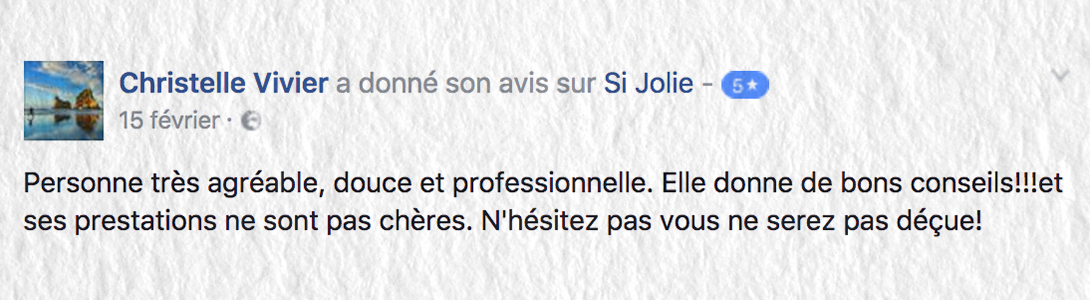 Christelle Vivier a donné son avis sur Si Jolie - 5★
15 février ·
Personne très agréable, douce et professionnelle. Elle donne de bons conseils!!!et
ses prestations ne sont pas chères. N'hésitez pas vous ne serez pas déçue!